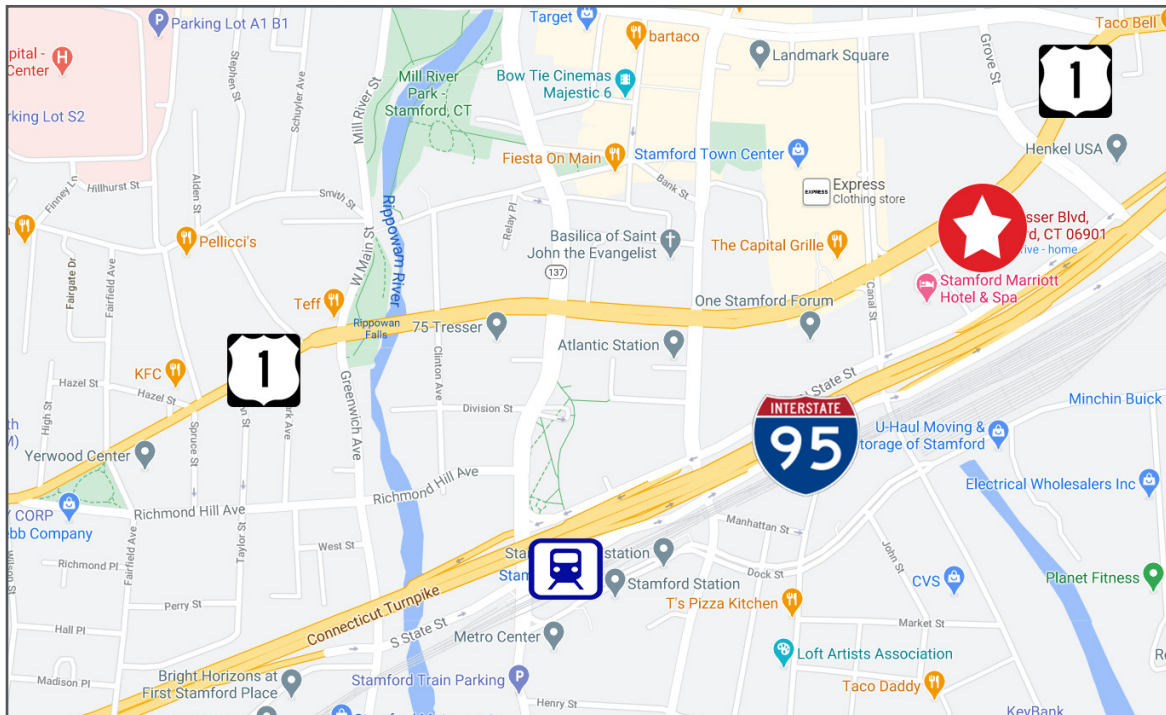 Parking Lot A1 B1
Target
bartaco
Taco Bell
Landmark Square
Grove St
pital -
Center
Stephen St
Schuyler Ave
Mill River St
Mill River
Park -
Stamford, CT
Bow Tie Cinemas
Majestic 6
1
rking Lot S2
Henkel USA
Fiesta On Main
Stamford Town Center
Bank St
EXPRESS
Express
Clothing store
Hillhurst St
Finney Ln
Alden St
Smith St
Relay Pl
Rippowam River
Pellicci's
W Main St
Basilica of Saint
John the Evangelist
The Capital Grille
sser Blvd,
d, CT 06901
ive - home
Fairgate Dr
Fairfield Ave
137
Canal St
Stamford Marriott
Hotel & Spa
Teff
Rippowan
Falls
75 Tresser
One Stamford Forum
Atlantic Station
1
KFC
Hazel St
Hazel St
High St
Spruce St
Greenwich Ave
Clinton Ave
Division St
State St
INTERSTATE
95
Minchin Buick
U-Haul Moving &
torage of Stamford
Yerwood Center
Richmond Hill Ave
Electrical Wholesalers Inc
CORP
bb Company
Richmond Hill Ave
Taylor St
West St
Manhattan St
John St
Richmond Pl
Fairfield Ave
Wilson St
station
Stamford Station
Dock St
CVS
Planet Fitness
Perry St
Connecticut Turnpike
T's Pizza Kitchen
Hall Pl
S State St
Metro Center
Market St
Loft Artists Association
Madison Pl
Bright Horizons at
First Stamford Place
Stamford Train Parking
Taco Daddy
Henry St
KeyBank